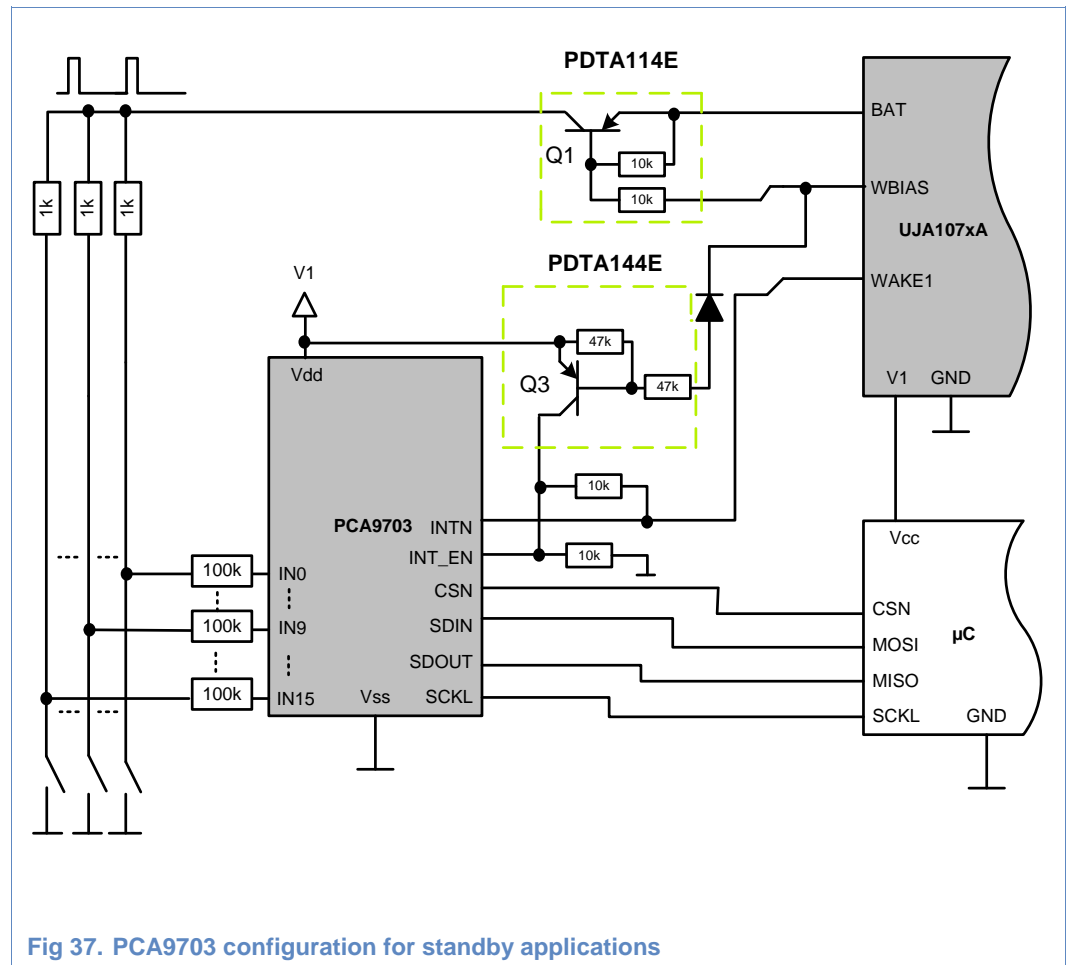 PDTA114E
BAT
Q1
10k
10k
WBIAS
UJA107xA
1k
1k
1k
PDTA144E
V1
WAKE1
47k
Vdd
Q3
47k
V1
GND
10k
PCA9703
INTN
Vcc
INT_EN
10k
100k
IN0
CSN
CSN
100k
IN9
SDIN
µC
MOSI
SDOUT
MISO
100k
IN15
Vss
SCKL
SCKL
GND
Fig 37. PCA9703 configuration for standby applications